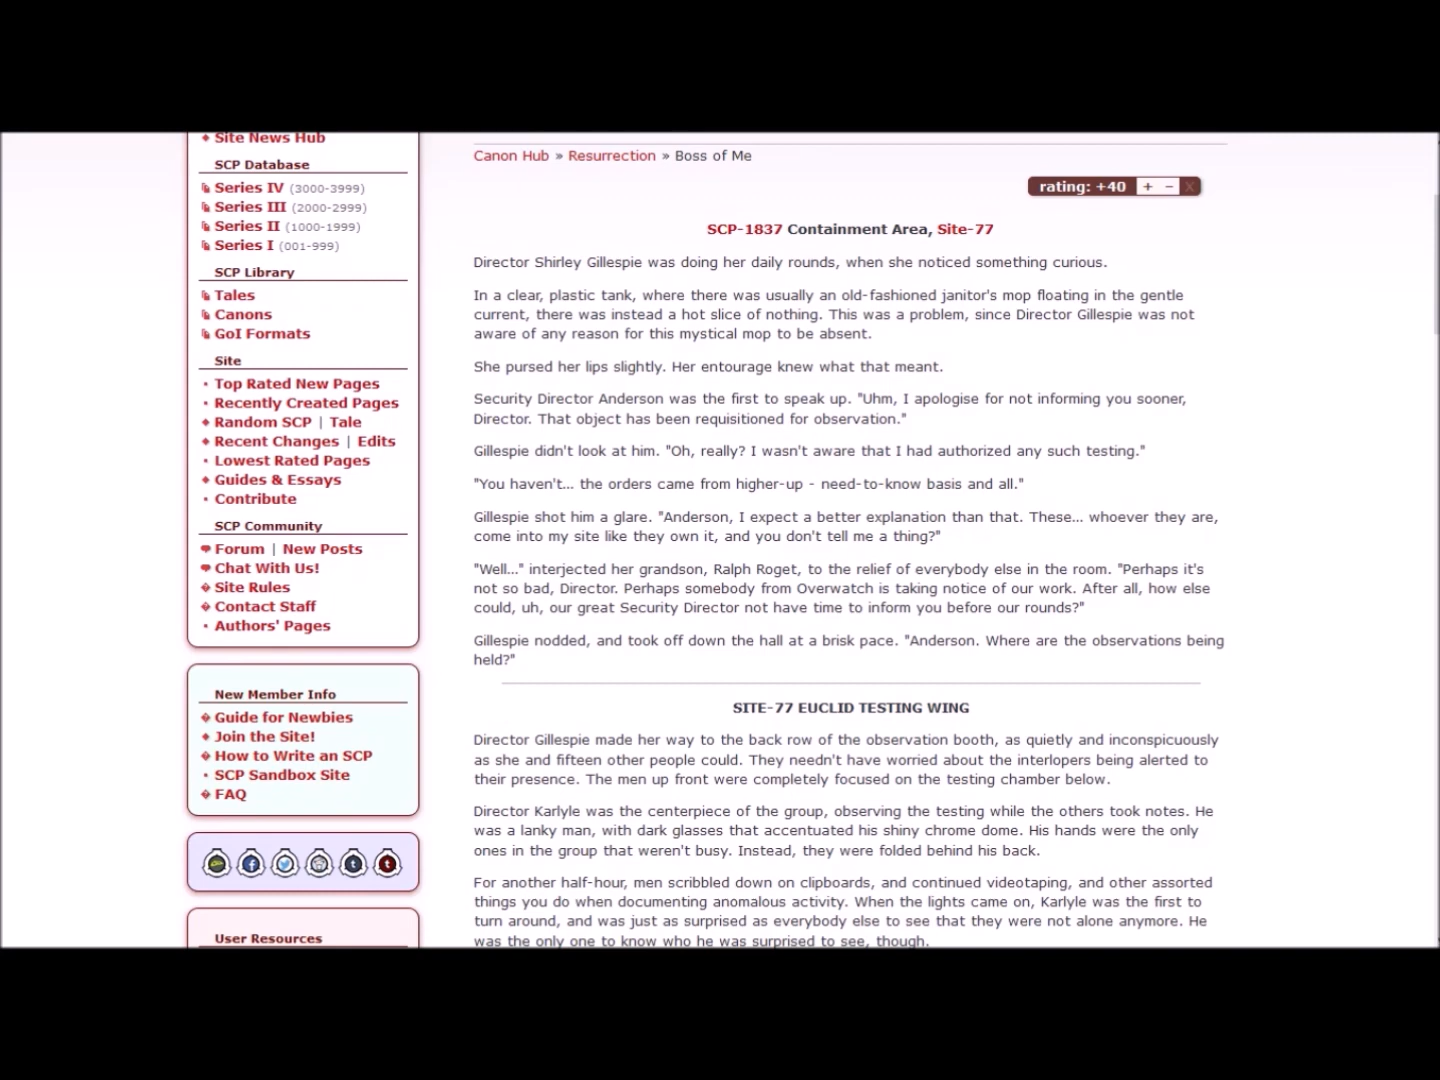 Site News Hub
SCP Database
Series IV (3000-3999)
Series III (2000-2999)
Series II (1000-1999)
Series I (001-999)
SCP Library
Tales
Canons
GoI Formats
Site
Top Rated New Pages
Recently Created Pages
Random SCP | Tale
Recent Changes | Edits
Lowest Rated Pages
Guides & Essays
Contribute
SCP Community
Forum | New Posts
Chat With Us!
Site Rules
Contact Staff
Authors' Pages
New Member Info
Guide for Newbies
Join the Site!
How to Write an SCP
SCP Sandbox Site
FAQ
User Resources
Canon Hub » Resurrection » Boss of Me
rating: +40 + – X
SCP-1837 Containment Area, Site-77
Director Shirley Gillespie was doing her daily rounds, when she noticed something curious.
In a clear, plastic tank, where there was usually an old-fashioned janitor's mop floating in the gentle
current, there was instead a hot slice of nothing. This was a problem, since Director Gillespie was not
aware of any reason for this mystical mop to be absent.
She pursed her lips slightly. Her entourage knew what that meant.
Security Director Anderson was the first to speak up. "Uhm, I apologise for not informing you sooner,
Director. That object has been requisitioned for observation."
Gillespie didn't look at him. "Oh, really? I wasn't aware that I had authorized any such testing."
"You haven't... the orders came from higher-up - need-to-know basis and all."
Gillespie shot him a glare. "Anderson, I expect a better explanation than that. These... whoever they are,
come into my site like they own it, and you don't tell me a thing?"
"Well..." interjected her grandson, Ralph Roget, to the relief of everybody else in the room. "Perhaps it's
not so bad, Director. Perhaps somebody from Overwatch is taking notice of our work. After all, how else
could, uh, our great Security Director not have time to inform you before our rounds?"
Gillespie nodded, and took off down the hall at a brisk pace. "Anderson. Where are the observations being
held?"
SITE-77 EUCLID TESTING WING
Director Gillespie made her way to the back row of the observation booth, as quietly and inconspicuously
as she and fifteen other people could. They needn't have worried about the interlopers being alerted to
their presence. The men up front were completely focused on the testing chamber below.
Director Karlyle was the centerpiece of the group, observing the testing while the others took notes. He
was a lanky man, with dark glasses that accentuated his shiny chrome dome. His hands were the only
ones in the group that weren't busy. Instead, they were folded behind his back.
For another half-hour, men scribbled down on clipboards, and continued videotaping, and other assorted
things you do when documenting anomalous activity. When the lights came on, Karlyle was the first to
turn around, and was just as surprised as everybody else to see that they were not alone anymore. He
was the only one to know who he was surprised to see, though.